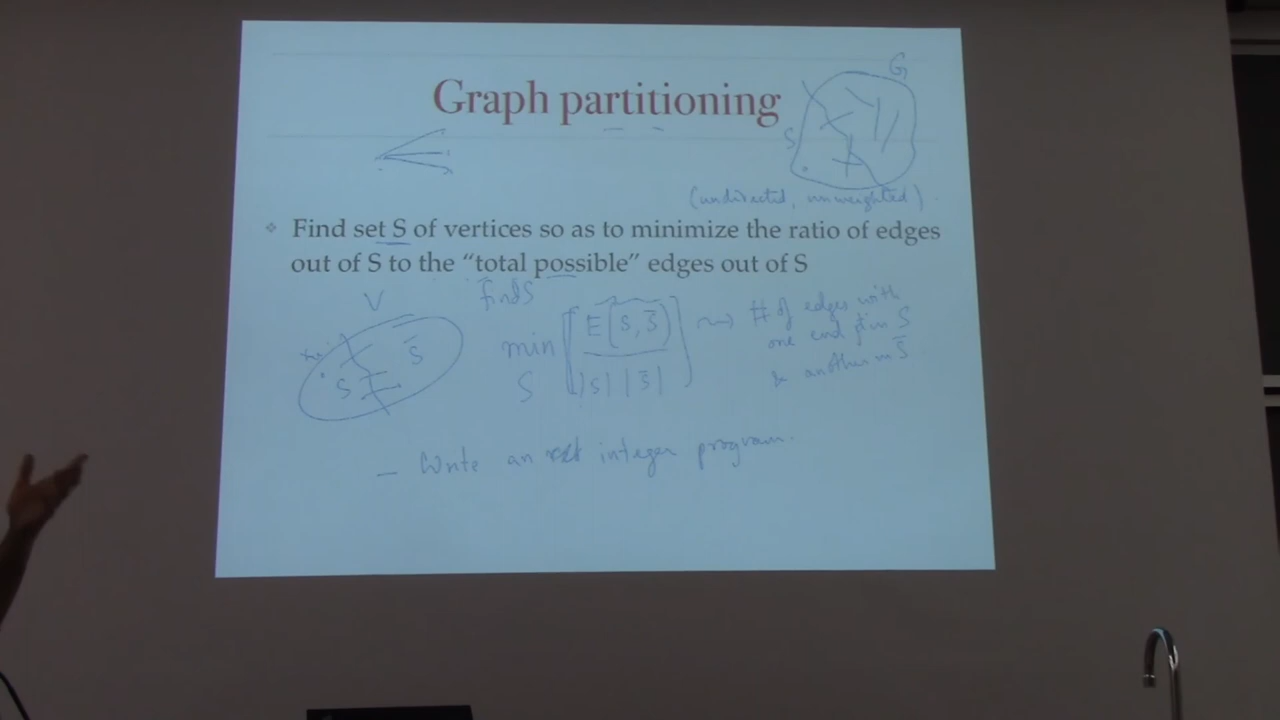 Graph partitioning
G
S
(undirected, unweighted)
❖ Find set S of vertices so as to minimize the ratio of edges
out of S to the “total possible” edges out of S
V
Find S
min
S
E[S, S̄]
|S| |S̄|
# of edges with
one end pt in S
& another in S̄
S̄
S
- Write an integer program.